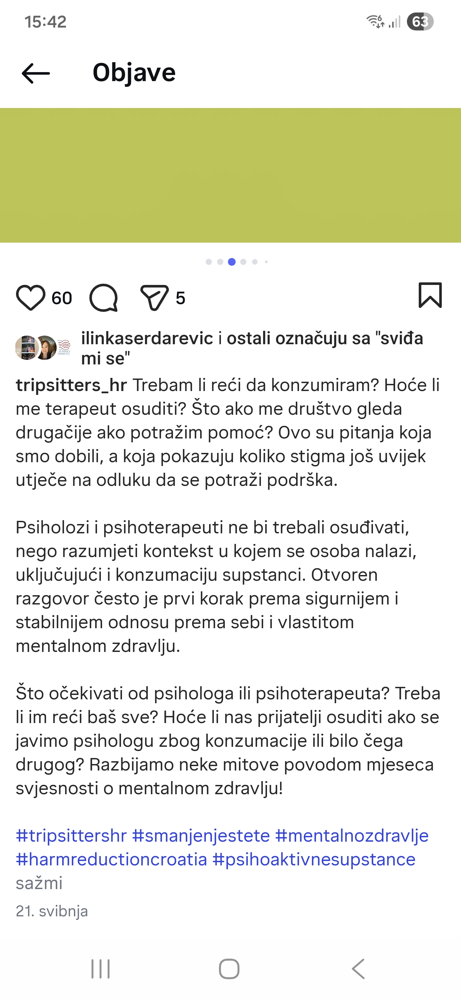 15:42
6
63
Objave
60
5
ilinkaserdarevic i ostali označuju sa "sviđa
mi se"
tripsitters_hr Trebam li reći da konzumiram? Hoće li
me terapeut osuditi? Što ako me društvo gleda
drugačije ako potražim pomoć? Ovo su pitanja koja
smo dobili, a koja pokazuju koliko stigma još uvijek
utječe na odluku da se potraži podrška.
Psiholozi i psihoterapeuti ne bi trebali osuđivati,
nego razumjeti kontekst u kojem se osoba nalazi,
uključujući i konzumaciju supstanci. Otvoren
razgovor često je prvi korak prema sigurnijem i
stabilnijem odnosu prema sebi i vlastitom
mentalnom zdravlju.
Što očekivati od psihologa ili psihoterapeuta? Treba
li im reći baš sve? Hoće li nas prijatelji osuditi ako se
javimo psihologu zbog konzumacije ili bilo čega
drugog? Razbijamo neke mitove povodom mjeseca
svjesnosti o mentalnom zdravlju!
#tripsittershr #smanjenjestete #mentalnozdravlje
#harmreductioncroatia #psihoaktivnesupstance
sažmi
21. svibnja